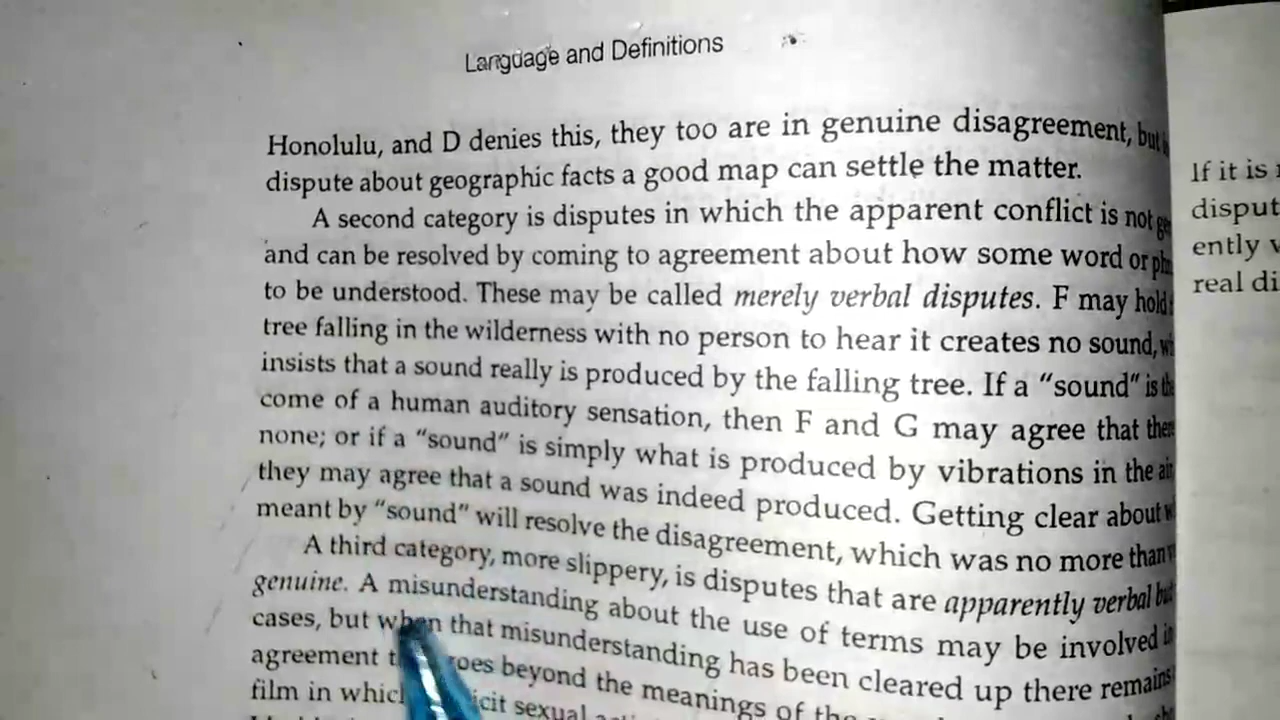 Language and Definitions
Honolulu, and D denies this, they too are in genuine disagreement, but
dispute about geographic facts a good map can settle the matter.
A second category is disputes in which the apparent conflict is not
and can be resolved by coming to agreement about how some word or
to be understood. These may be called merely verbal disputes. F may hold
tree falling in the wilderness with no person to hear it creates no sound,
insists that a sound really is produced by the falling tree. If a "sound" is
come of a human auditory sensation, then F and G may agree that
none; or if a "sound" is simply what is produced by vibrations in the air
they may agree that a sound was indeed produced. Getting clear about
meant by "sound" will resolve the disagreement, which was no more than
A third category, more slippery, is disputes that are apparently verbal but
genuine. A misunderstanding about the use of terms may be involved in
cases, but when that misunderstanding has been cleared up there remains
agreement goes beyond the meanings of the
film in which sexual
If it is
disput
ently
real di